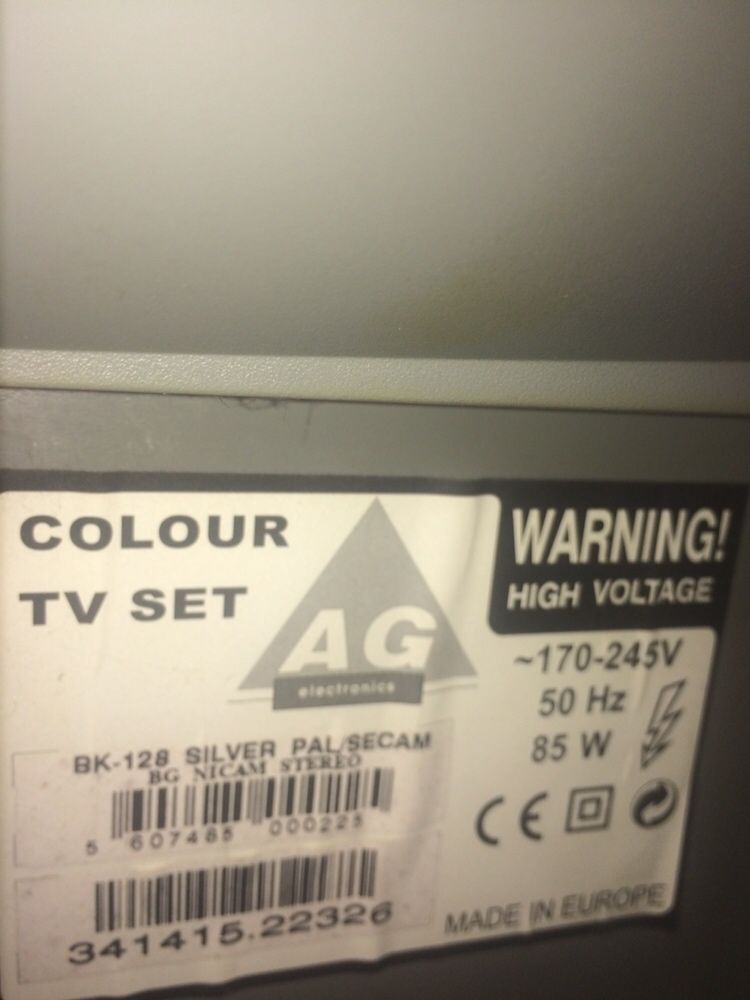 COLOUR
TV SET
AG
electronics
WARNING!
HIGH VOLTAGE
~170-245V
50 Hz
85 W
CE
BK-128 SILVER PAL/SECAM
BG NICAM STEREO
5 607485 000225
341415.22326
MADE IN EUROPE